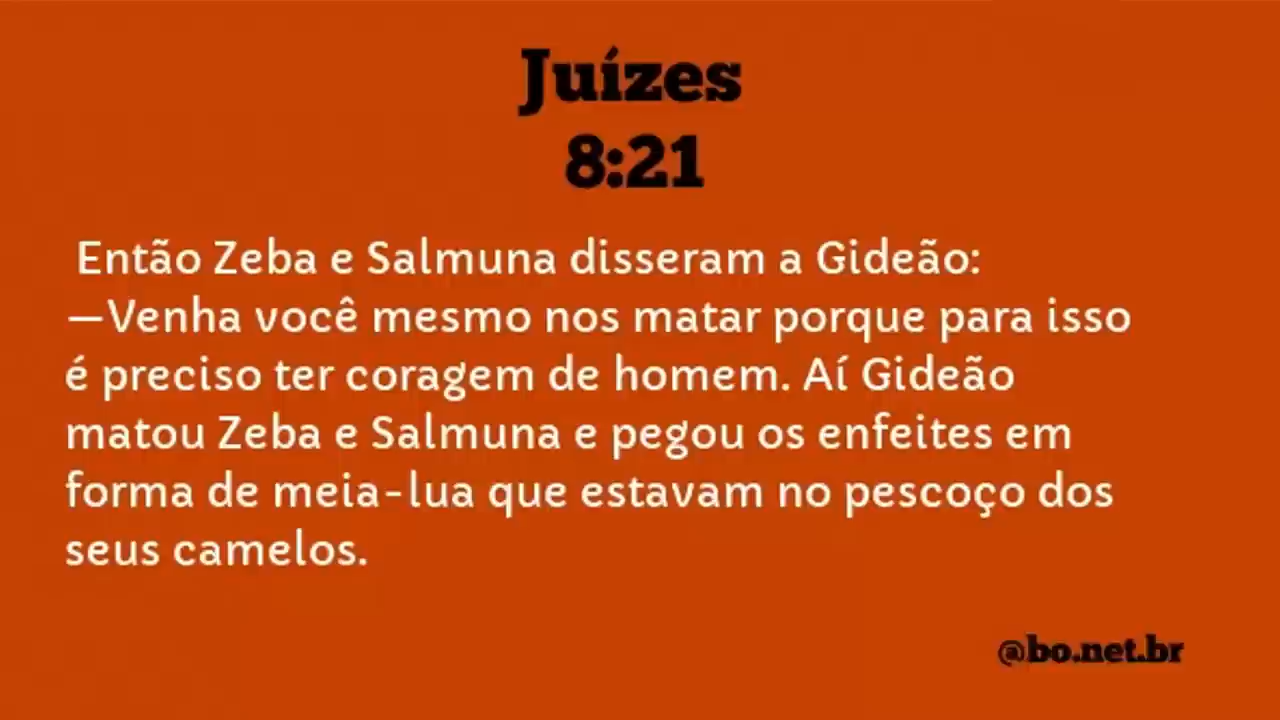 Juízes
8:21
Então Zeba e Salmuna disseram a Gideão:
—Venha você mesmo nos matar porque para isso
é preciso ter coragem de homem. Aí Gideão
matou Zeba e Salmuna e pegou os enfeites em
forma de meia-lua que estavam no pescoço dos
seus camelos.
@bo.net.br